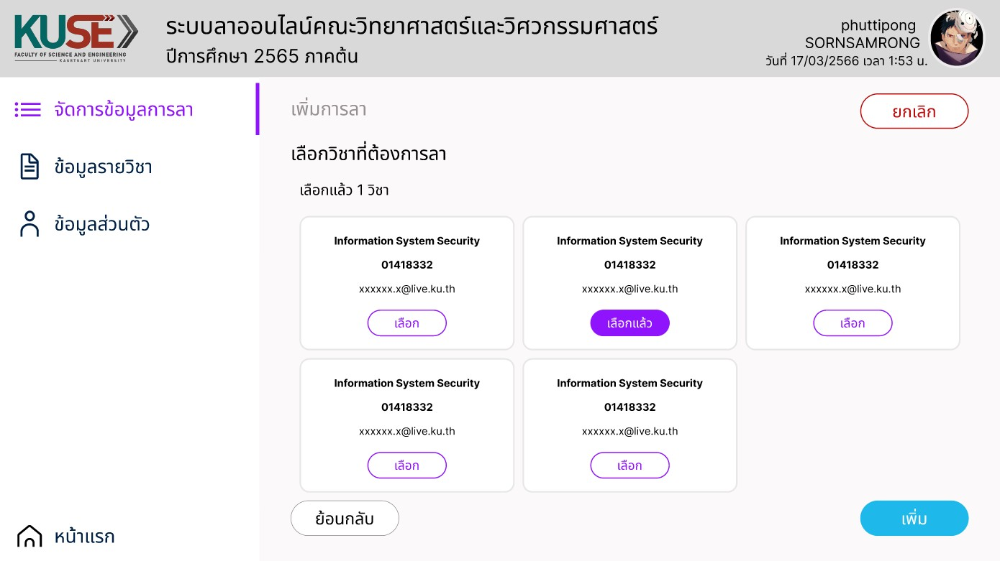 KUSE
FACULTY OF SCIENCE AND ENGINEERING
KASETSART UNIVERSITY
ระบบลาออนไลน์คณะวิทยาศาสตร์และวิศวกรรมศาสตร์
ปีการศึกษา 2565 ภาคต้น
phuttipong
SORNSAMRONG
วันที่ 17/03/2566 เวลา 1:53 น.
จัดการข้อมูลการลา
ข้อมูลรายวิชา
ข้อมูลส่วนตัว
หน้าแรก
เพิ่มการลา
ยกเลิก
เลือกวิชาที่ต้องการลา
เลือกแล้ว 1 วิชา
Information System Security
01418332
xxxxxx.x@live.ku.th
เลือก
Information System Security
01418332
xxxxxx.x@live.ku.th
เลือกแล้ว
Information System Security
01418332
xxxxxx.x@live.ku.th
เลือก
Information System Security
01418332
xxxxxx.x@live.ku.th
เลือก
Information System Security
01418332
xxxxxx.x@live.ku.th
เลือก
ย้อนกลับ
เพิ่ม